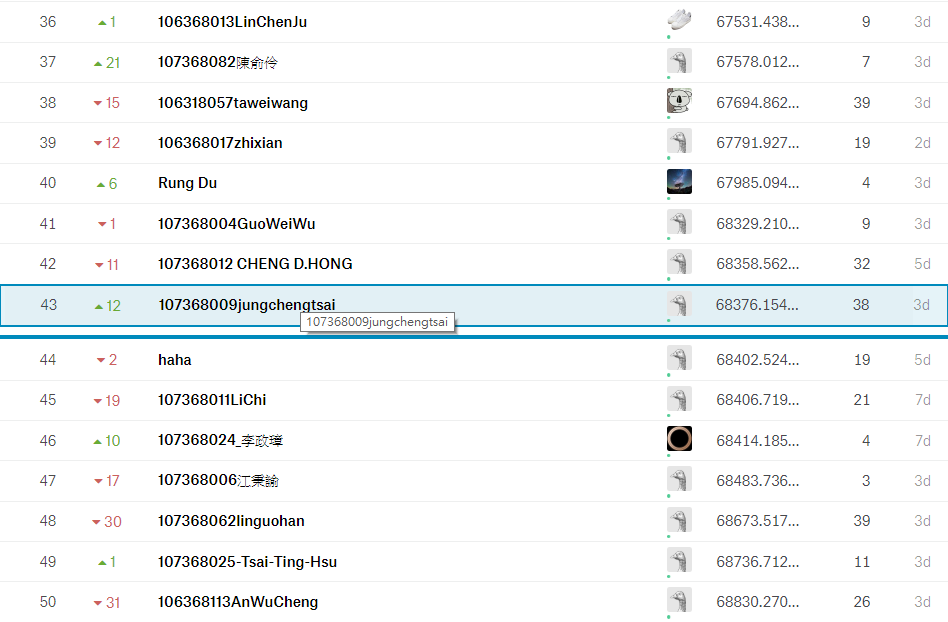 36 1 106368013LinChenJu 67531.438... 9 3d
37 21 107368082陳俞伶 67578.012... 7 3d
38 15 106318057taweiwang 67694.862... 39 3d
39 12 106368017zhixian 67791.927... 19 2d
40 6 Rung Du 67985.094... 4 3d
41 1 107368004GuoWeiWu 68329.210... 9 3d
42 11 107368012 CHENG D.HONG 68358.562... 32 5d
43 12 107368009jungchengtsai 68376.154... 38 3d
107368009jungchengtsai
44 2 haha 68402.524... 19 5d
45 19 107368011LiChi 68406.719... 21 7d
46 10 107368024_李政璋 68414.185... 4 7d
47 17 107368006江秉諭 68483.736... 3 3d
48 30 107368062linguohan 68673.517... 39 3d
49 1 107368025-Tsai-Ting-Hsu 68736.712... 11 3d
50 31 106368113AnWuCheng 68830.270... 26 3d